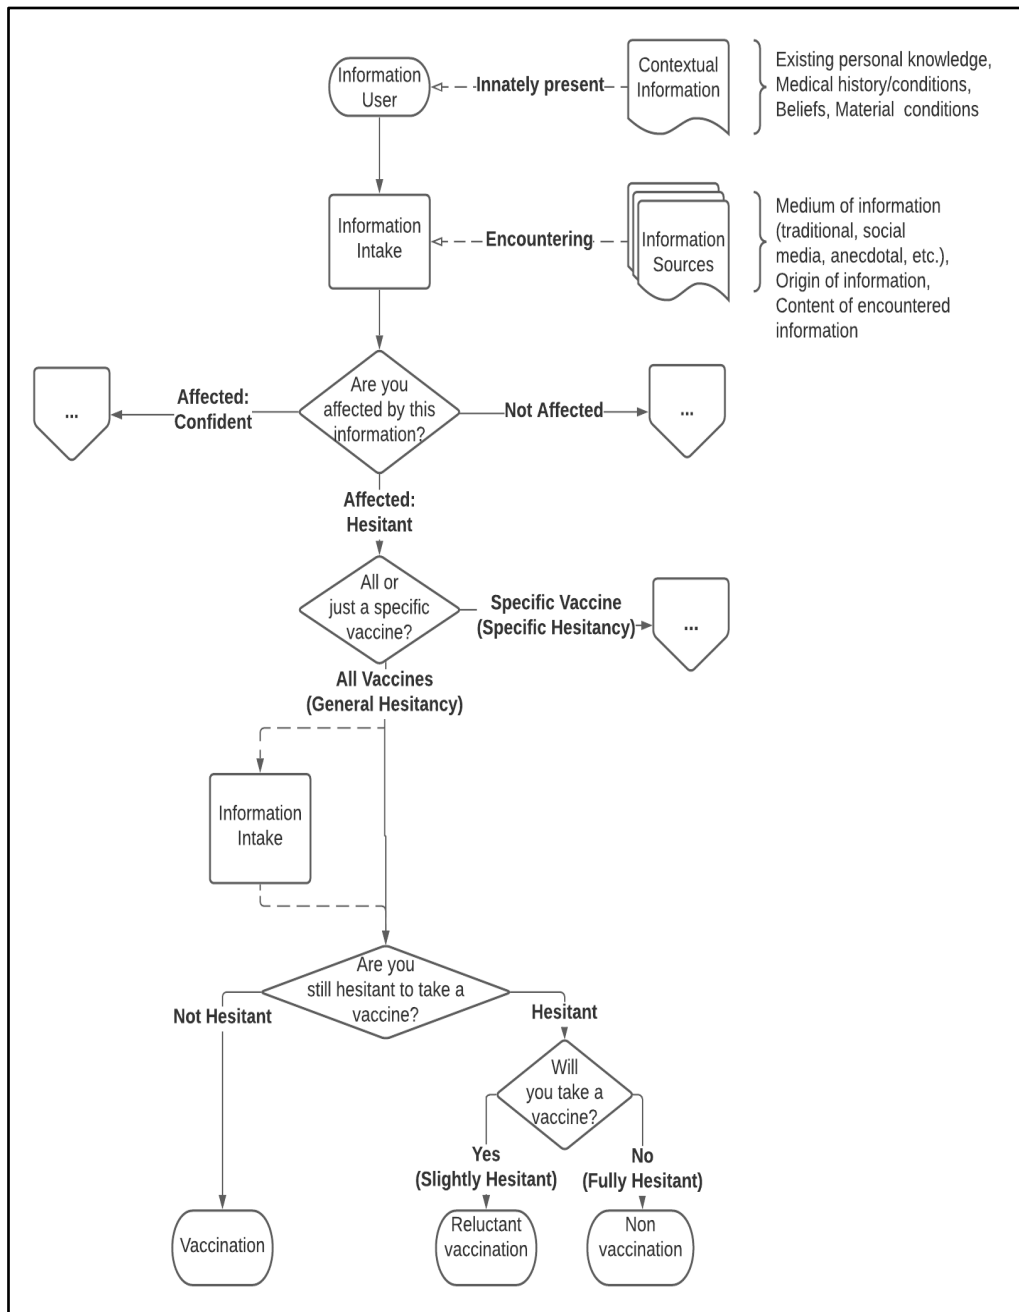 Information
User
Innately present
Contextual
Information
Existing personal knowledge,
Medical history/conditions,
Beliefs, Material conditions
Information
Intake
Encountering
Information
Sources
Medium of information
(traditional, social
media, anecdotal, etc.),
Origin of information,
Content of encountered
information
...
Affected:
Confident
Are you
affected by this
information?
Not Affected
...
Affected:
Hesitant
All or
just a specific
vaccine?
Specific Vaccine
(Specific Hesitancy)
...
All Vaccines
(General Hesitancy)
Information
Intake
Are you
still hesitant to take a
vaccine?
Not Hesitant
Hesitant
Will
you take a
vaccine?
Yes
(Slightly Hesitant)
No
(Fully Hesitant)
Vaccination
Reluctant
vaccination
Non
vaccination